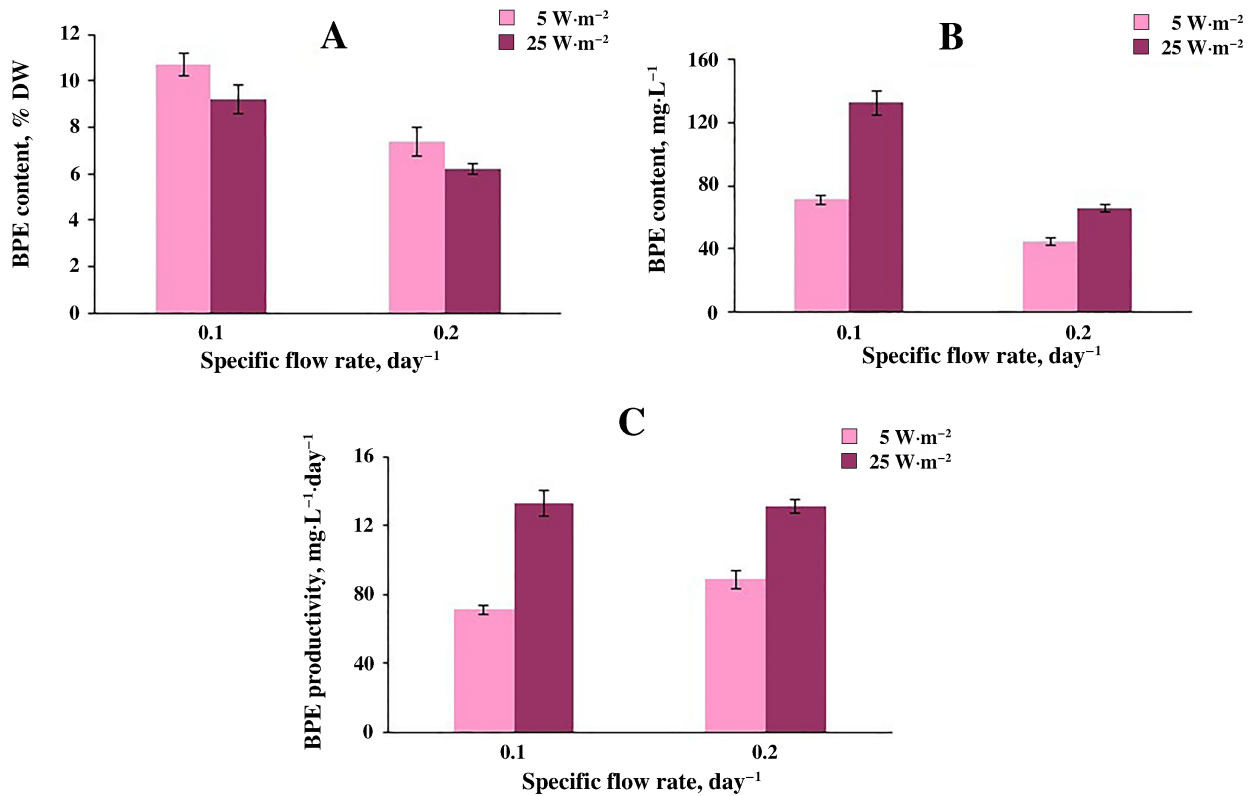 A
5 W·m⁻²
25 W·m⁻²
BPE content, % DW
12
10
8
6
4
2
0
0.1
0.2
Specific flow rate, day⁻¹
B
5 W·m⁻²
25 W·m⁻²
BPE content, mg·L⁻¹
160
120
80
40
0
0.1
0.2
Specific flow rate, day⁻¹
C
5 W·m⁻²
25 W·m⁻²
BPE productivity, mg·L⁻¹·day⁻¹
16
12
80
40
0
0.1
0.2
Specific flow rate, day⁻¹